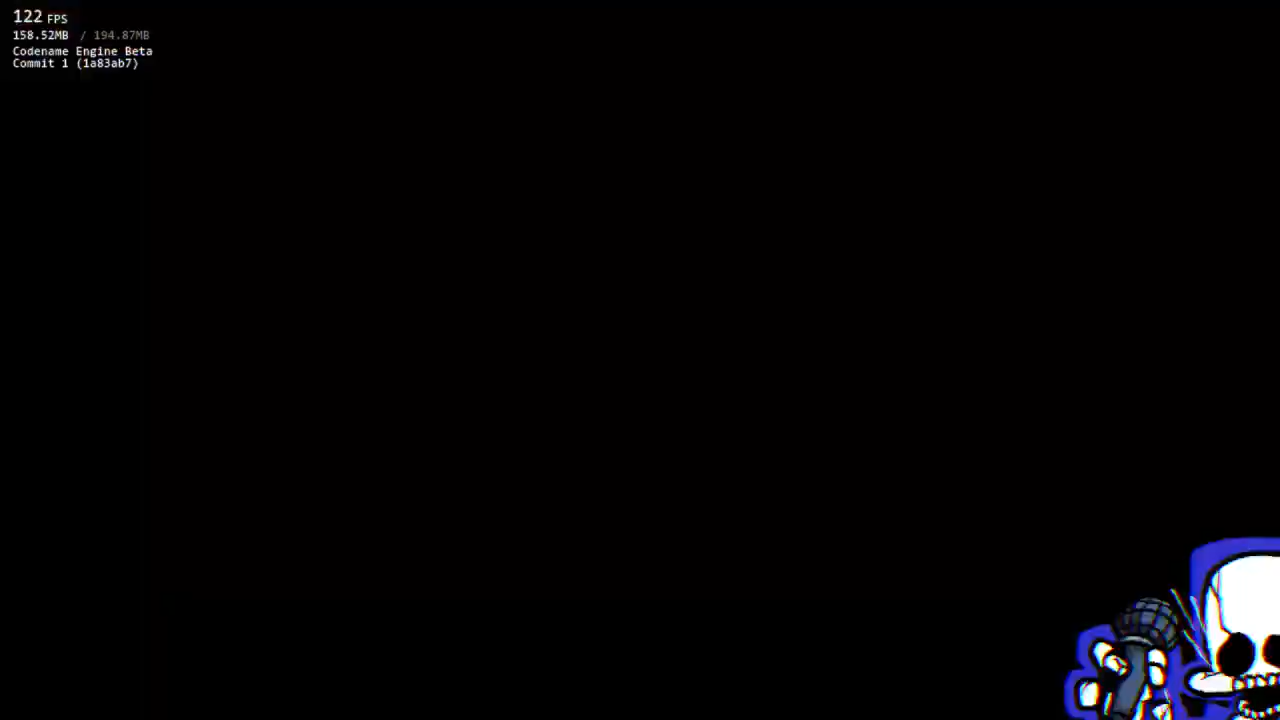 122 FPS
158.52MB / 194.87MB
Codename Engine Beta
Commit 1 (1a83ab7)